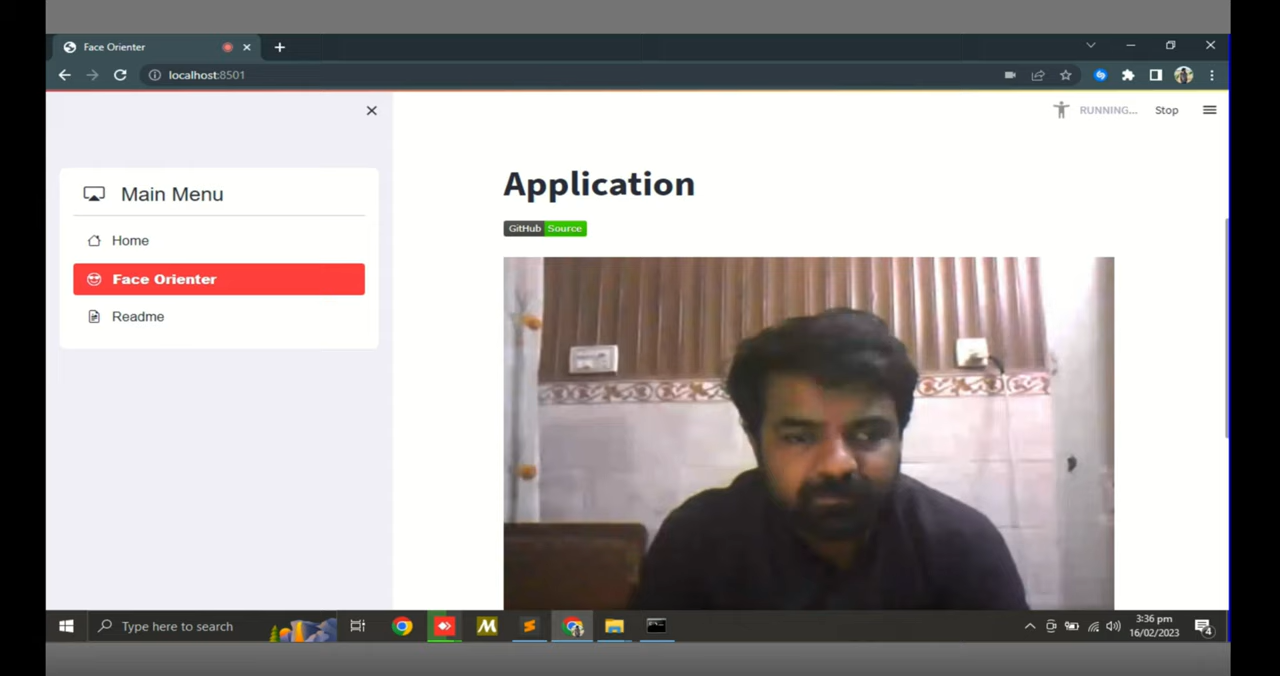 Face Orienter
localhost:8501
RUNNING...
Stop
Main Menu
Home
Face Orienter
Readme
Application
GitHub Source
Type here to search
3:36 pm
16/02/2023
4